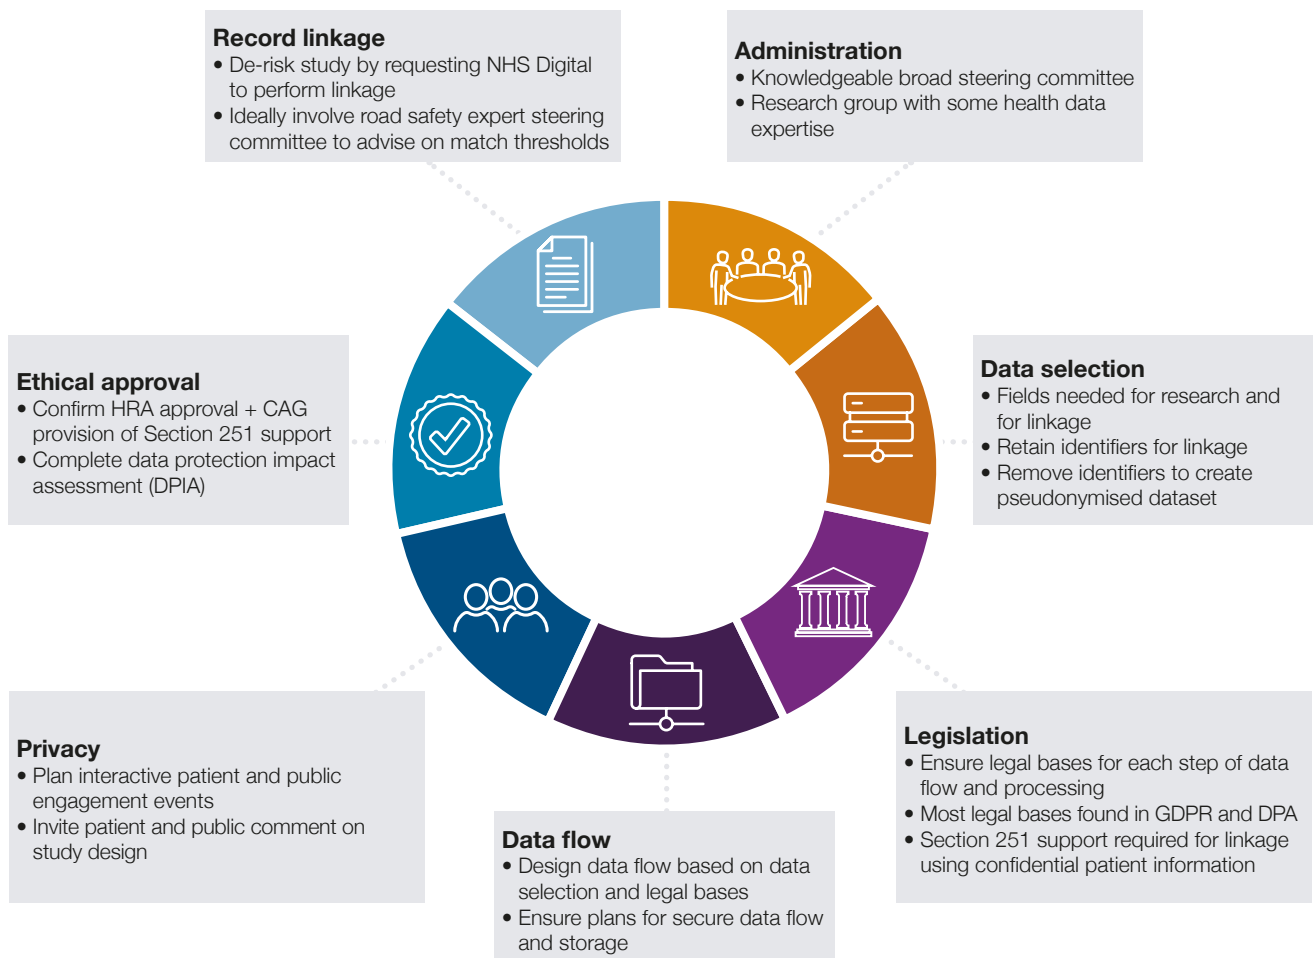 Record linkage
• De-risk study by requesting NHS Digital
to perform linkage
• Ideally involve road safety expert steering
committee to advise on match thresholds
Administration
• Knowledgeable broad steering committee
• Research group with some health data
expertise
Data selection
• Fields needed for research and
for linkage
• Retain identifiers for linkage
• Remove identifiers to create
pseudonymised dataset
Legislation
• Ensure legal bases for each step of data
flow and processing
• Most legal bases found in GDPR and DPA
• Section 251 support required for linkage
using confidential patient information
Data flow
• Design data flow based on data
selection and legal bases
• Ensure plans for secure data flow
and storage
Privacy
• Plan interactive patient and public
engagement events
• Invite patient and public comment on
study design
Ethical approval
• Confirm HRA approval + CAG
provision of Section 251 support
• Complete data protection impact
assessment (DPIA)